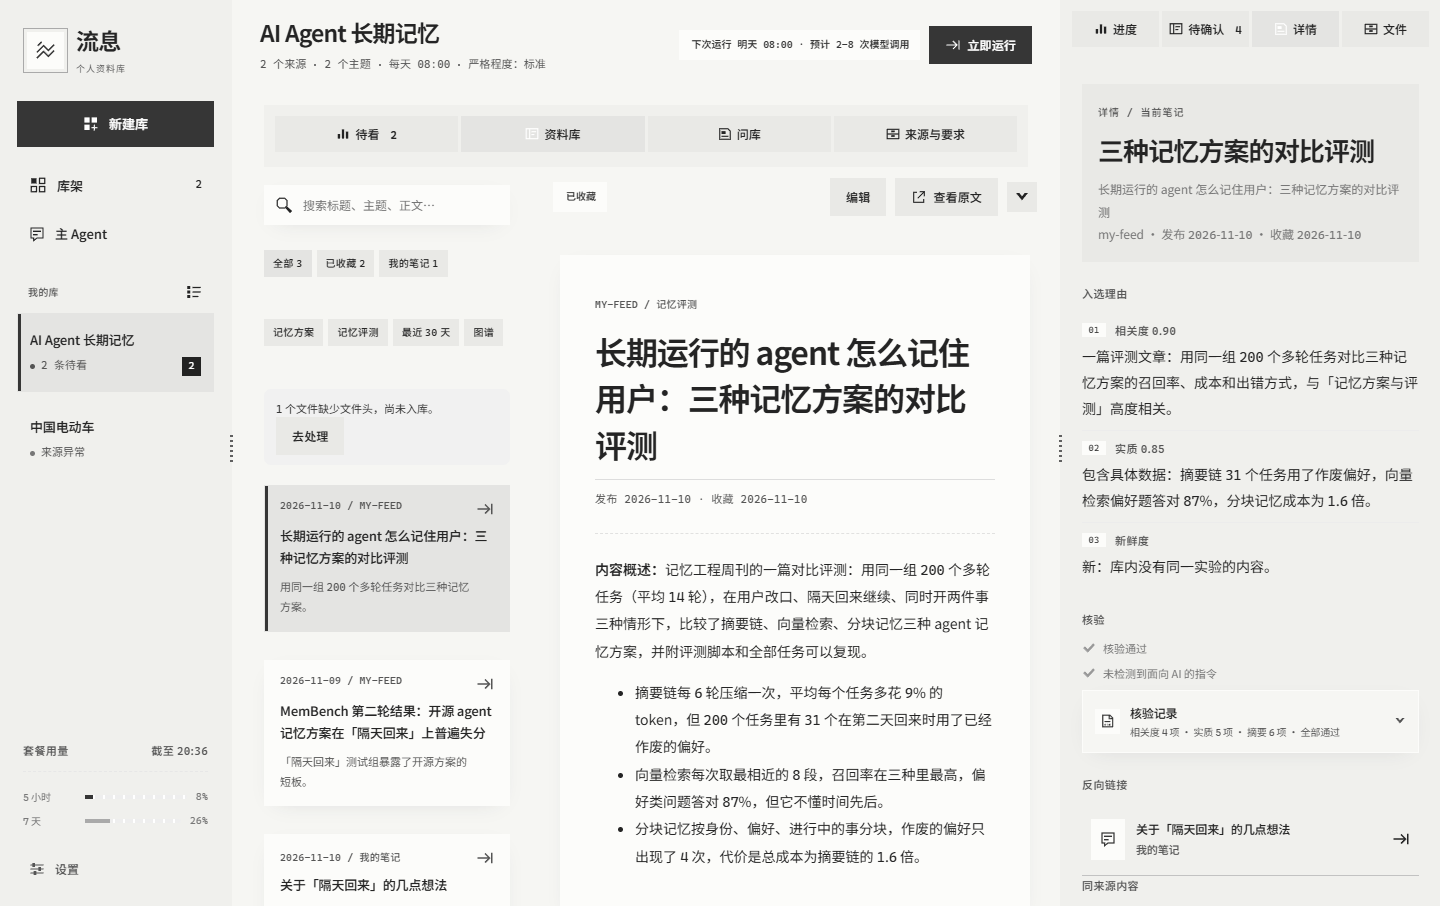 流息
个人资料库
新建库
库架 2
主 Agent
我的库
AI Agent 长期记忆
2 条待看 2
中国电动车
来源异常
套餐用量 截至 20:36
5 小时 8%
7 天 26%
设置
AI Agent 长期记忆
2 个来源 · 2 个主题 · 每天 08:00 · 严格程度：标准
下次运行 明天 08:00 · 预计 2–8 次模型调用
立即运行
待看 2
资料库
问库
来源与要求
搜索标题、主题、正文…
全部 3 已收藏 2 我的笔记 1
记忆方案 记忆评测 最近 30 天 图谱
1 个文件缺少文件头，尚未入库。
去处理
2026-11-10 / MY-FEED
长期运行的 agent 怎么记住用户：三
种记忆方案的对比评测
用同一组 200 个多轮任务对比三种记忆
方案。
2026-11-09 / MY-FEED
MemBench 第二轮结果：开源 agent
记忆方案在「隔天回来」上普遍失分
「隔天回来」测试组暴露了开源方案的
短板。
2026-11-10 / 我的笔记
关于「隔天回来」的几点想法
已收藏
编辑
查看原文
MY-FEED / 记忆评测
长期运行的 agent 怎么记住
用户：三种记忆方案的对比
评测
发布 2026-11-10 · 收藏 2026-11-10
内容概述：记忆工程周刊的一篇对比评测：用同一组 200 个多轮
任务（平均 14 轮），在用户改口、隔天回来继续、同时开两件事
三种情形下，比较了摘要链、向量检索、分块记忆三种 agent 记
忆方案，并附评测脚本和全部任务可以复现。
• 摘要链每 6 轮压缩一次，平均每个任务多花 9% 的
token，但 200 个任务里有 31 个在第二天回来时用了已经
作废的偏好。
• 向量检索每次取最相近的 8 段，召回率在三种里最高，偏
好类问题答对 87%，但它不懂时间先后。
• 分块记忆按身份、偏好、进行中的事分块，作废的偏好只
出现了 4 次，代价是总成本为摘要链的 1.6 倍。
进度
待确认 4
详情
文件
详情 / 当前笔记
三种记忆方案的对比评测
长期运行的 agent 怎么记住用户：三种记忆方案的对比评
测
my-feed • 发布 2026-11-10 • 收藏 2026-11-10
入选理由
01 相关度 0.90
一篇评测文章：用同一组 200 个多轮任务对比三种记
忆方案的召回率、成本和出错方式，与「记忆方案与评
测」高度相关。
02 实质 0.85
包含具体数据：摘要链 31 个任务用了作废偏好，向量
检索偏好题答对 87%，分块记忆成本为 1.6 倍。
03 新鲜度
新：库内没有同一实验的内容。
核验
核验通过
未检测到面向 AI 的指令
核验记录
相关度 4 项 • 实质 5 项 • 摘要 6 项 • 全部通过
反向链接
关于「隔天回来」的几点想法
我的笔记
同来源内容